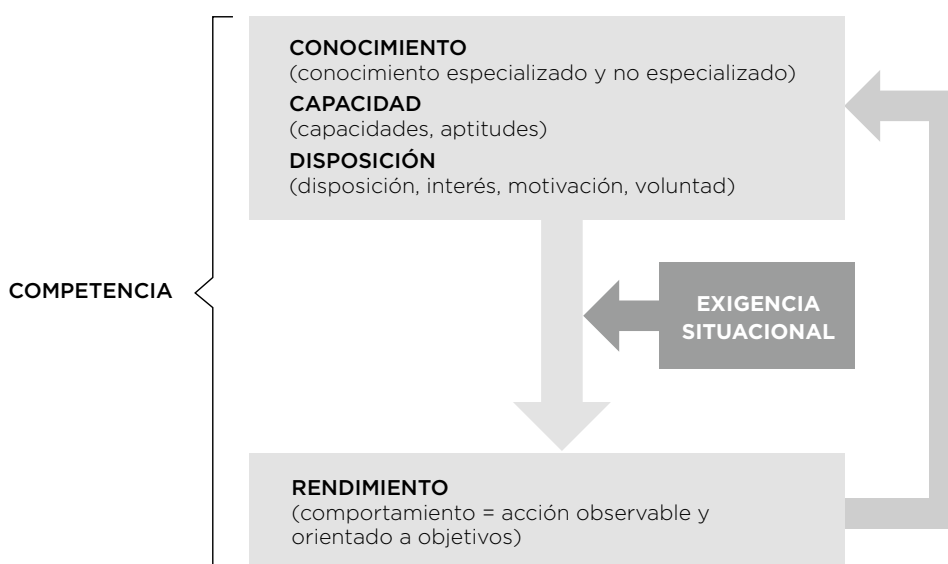 CONOCIMIENTO
(conocimiento especializado y no especializado)
CAPACIDAD
(capacidades, aptitudes)
DISPOSICIÓN
(disposición, interés, motivación, voluntad)
COMPETENCIA
EXIGENCIA
SITUACIONAL
RENDIMIENTO
(comportamiento = acción observable y
orientado a objetivos)